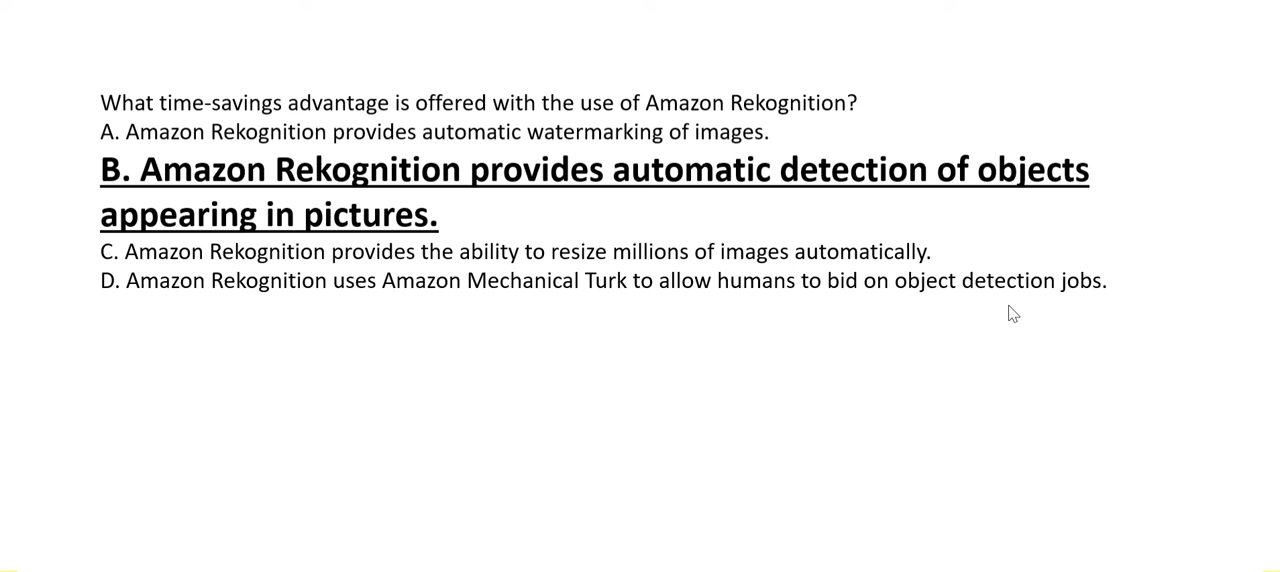 What time-savings advantage is offered with the use of Amazon Rekognition?
A. Amazon Rekognition provides automatic watermarking of images.
B. Amazon Rekognition provides automatic detection of objects
appearing in pictures.
C. Amazon Rekognition provides the ability to resize millions of images automatically.
D. Amazon Rekognition uses Amazon Mechanical Turk to allow humans to bid on object detection jobs.